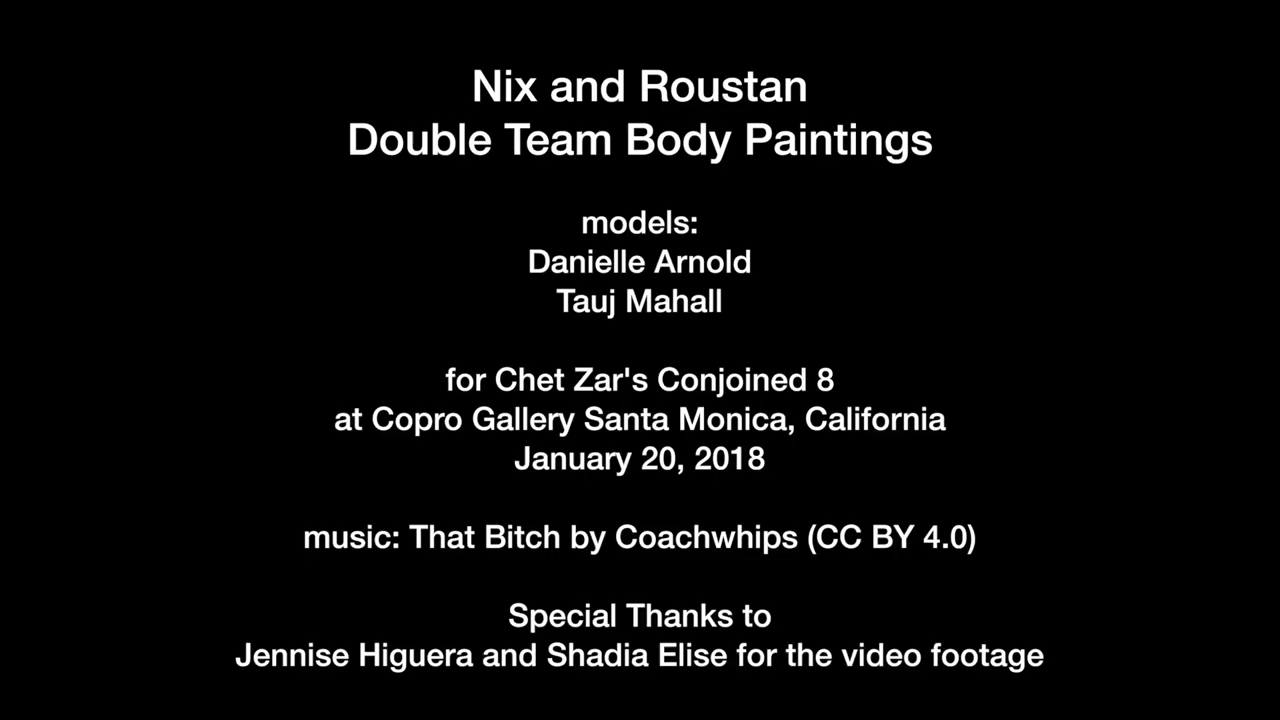 Nix and Roustan
Double Team Body Paintings
models:
Danielle Arnold
Tauj Mahall
for Chet Zar's Conjoined 8
at Copro Gallery Santa Monica, California
January 20, 2018
music: That Bitch by Coachwhips (CC BY 4.0)
Special Thanks to
Jennise Higuera and Shadia Elise for the video footage